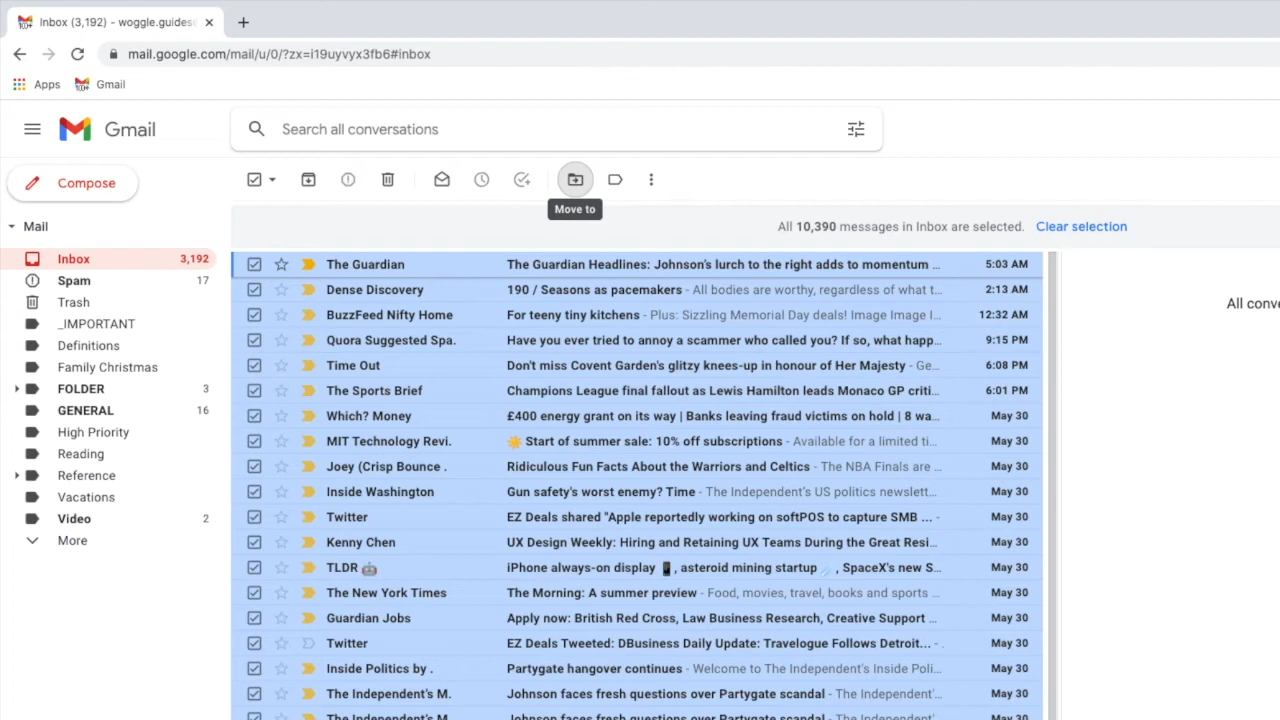 Inbox (3,192) - woggle.guides
mail.google.com/mail/u/0/?zx=i19uyvyx3fb6#inbox
Apps Gmail
Gmail Search all conversations
Compose
Move to
Mail
All 10,390 messages in Inbox are selected. Clear selection
Inbox 3,192
Spam 17
Trash
_IMPORTANT
Definitions
Family Christmas
FOLDER 3
GENERAL 16
High Priority
Reading
Reference
Vacations
Video 2
More
The Guardian The Guardian Headlines: Johnson's lurch to the right adds to momentum ... 5:03 AM
Dense Discovery 190 / Seasons as pacemakers - All bodies are worthy, regardless of what t... 2:13 AM
BuzzFeed Nifty Home For teeny tiny kitchens - Plus: Sizzling Memorial Day deals! Image Image I... 12:32 AM
Quora Suggested Spa. Have you ever tried to annoy a scammer who called you? If so, what happ... 9:15 PM
Time Out Don't miss Covent Garden's glitzy knees-up in honour of Her Majesty - Ge... 6:08 PM
The Sports Brief Champions League final fallout as Lewis Hamilton leads Monaco GP criti... 6:01 PM
Which? Money £400 energy grant on its way | Banks leaving fraud victims on hold | 8 wa... May 30
MIT Technology Revi. ☀️ Start of summer sale: 10% off subscriptions - Available for a limited ti... May 30
Joey (Crisp Bounce . Ridiculous Fun Facts About the Warriors and Celtics - The NBA Finals are ... May 30
Inside Washington Gun safety's worst enemy? Time - The Independent's US politics newslett... May 30
Twitter EZ Deals shared "Apple reportedly working on softPOS to capture SMB ... - May 30
Kenny Chen UX Design Weekly: Hiring and Retaining UX Teams During the Great Resi... May 30
TLDR 🤖 iPhone always-on display 📱, asteroid mining startup ☄️, SpaceX's new S... May 30
The New York Times The Morning: A summer preview - Food, movies, travel, books and sports ... May 30
Guardian Jobs Apply now: British Red Cross, Law Business Research, Creative Support ... May 30
Twitter EZ Deals Tweeted: DBusiness Daily Update: Travelogue Follows Detroit... - . May 30
Inside Politics by . Partygate hangover continues - Welcome to The Independent's Inside Poli... May 30
The Independent's M. Johnson faces fresh questions over Partygate scandal - The Independent'... May 30
The Independent's M. Johnson faces fresh questions over Partygate scandal - The Independent'... May 30
All conve